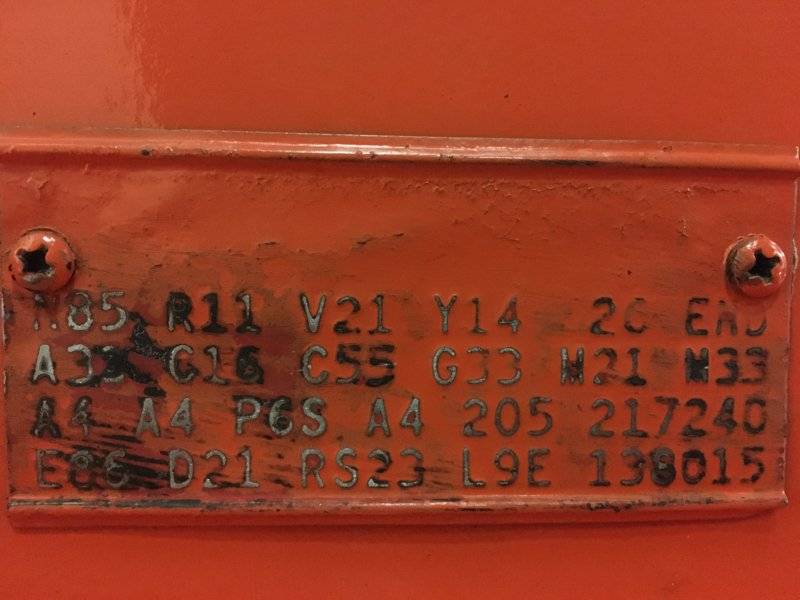 N85 R11 V21 Y14 26 END
A33 C16 C55 G33 M21 M33
A4 A4 P6S A4 205 217240
E86 D21 RS23 L9E 138015